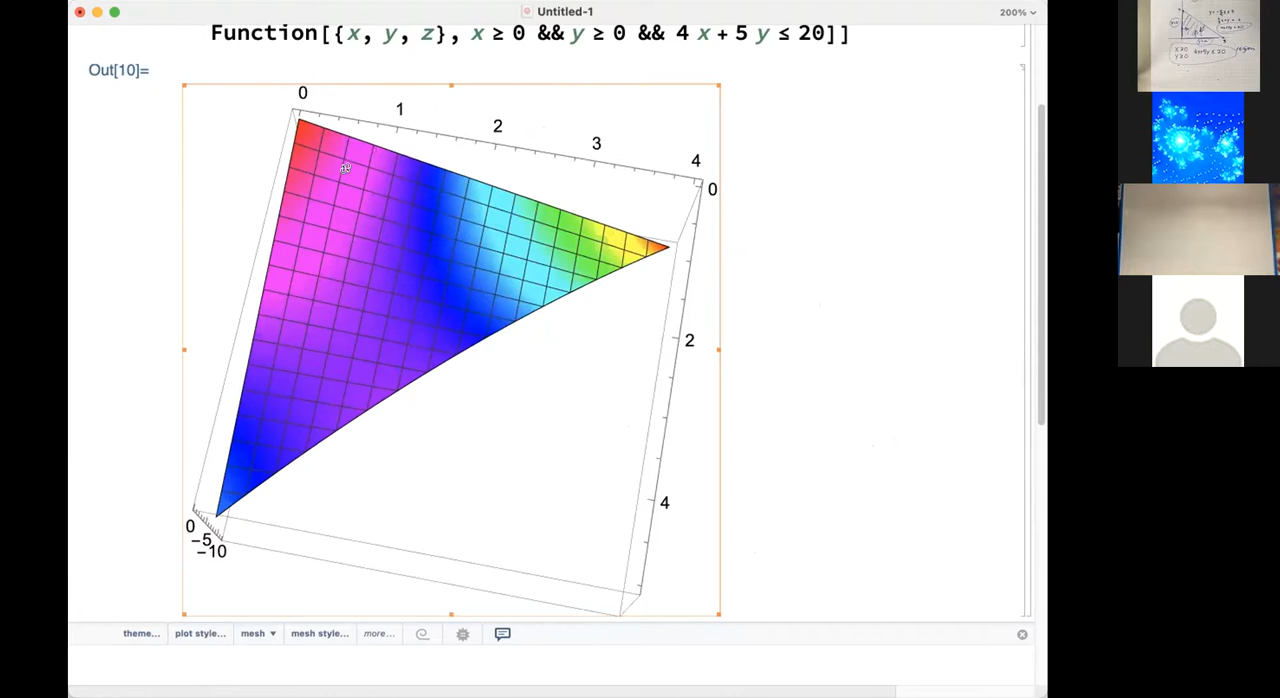 Untitled-1
200%
Function[{x, y, z}, x ≥ 0 && y ≥ 0 && 4 x + 5 y ≤ 20]]
Out[10]=
0
1
2
3
4
0
2
4
0
-5
-10
theme...
plot style...
mesh
mesh style...
more...